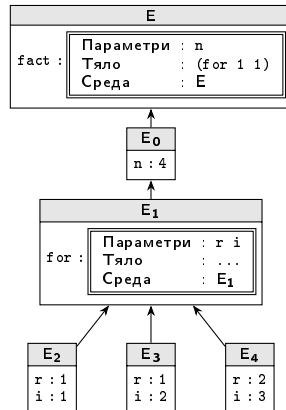 E
fact :
Параметри : n
Тяло : (for 1 1)
Среда : E
E₀
n : 4
E₁
for :
Параметри : r i
Тяло : ...
Среда : E₁
E₂
r : 1
i : 1
E₃
r : 1
i : 2
E₄
r : 2
i : 3